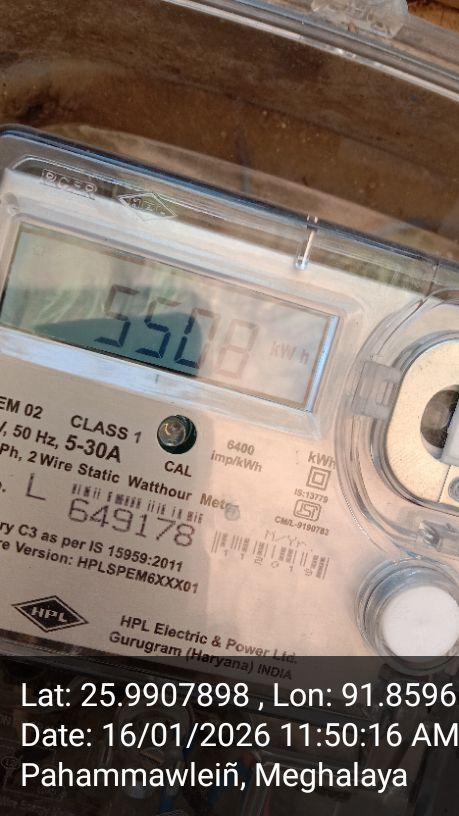 5508 kWh
EM 02
CLASS 1
V, 50 Hz, 5-30A
Ph, 2 Wire Static Watthour Meter
CAL
6400
imp/kWh
kWh
IS:13779
CM/L-9190783
L
649178
ry C3 as per IS 15959:2011
re Version: HPLSPEM6XXX01
M/Yr
HPL
HPL Electric & Power Ltd.
Gurugram (Haryana) INDIA
Lat: 25.9907898 , Lon: 91.8596
Date: 16/01/2026 11:50:16 AM
Pahammawleiñ, Meghalaya